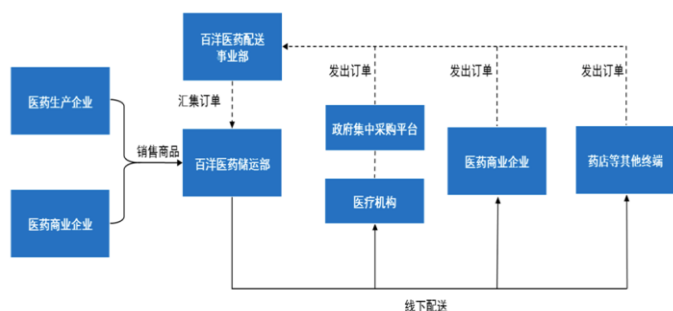 百洋医药配送
事业部
发出订单
发出订单
发出订单
医药生产企业
汇集订单
政府集中采购平台
销售商品
百洋医药储运部
医药商业企业
药店等其他终端
医疗机构
医药商业企业
线下配送